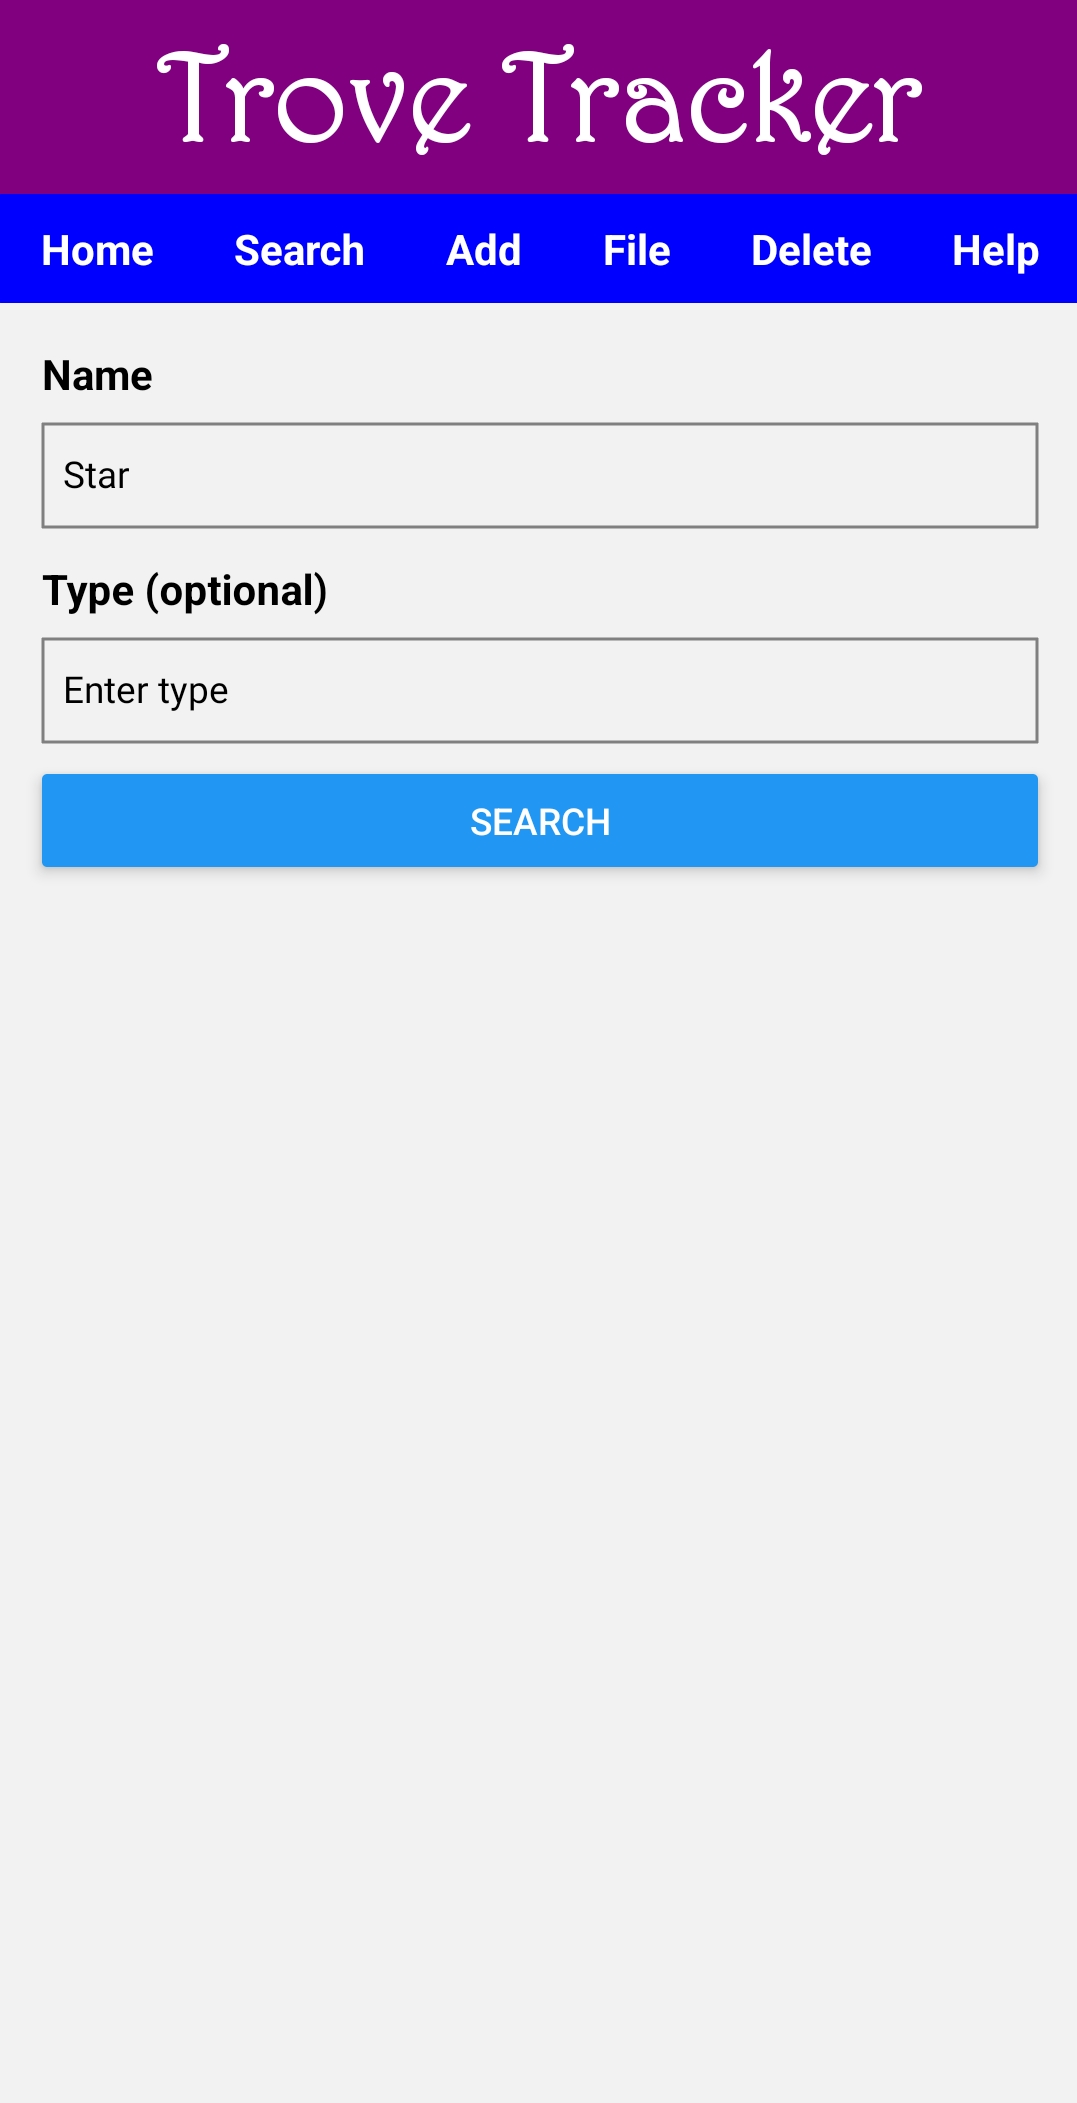 Trove Tracker
Home Search Add File Delete Help
Name
Star
Type (optional)
Enter type
SEARCH